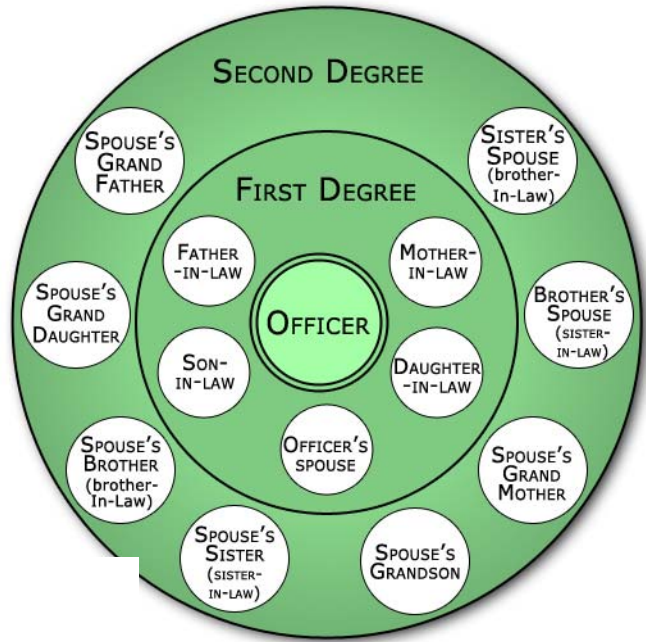 SECOND DEGREE
SPOUSE'S
GRAND
FATHER
SISTER'S
SPOUSE
(brother-
In-Law)
FIRST DEGREE
FATHER
-IN-LAW
MOTHER-
IN-LAW
OFFICER
SPOUSE'S
GRAND
DAUGHTER
BROTHER'S
SPOUSE
(SISTER-
IN-LAW)
SON-
IN-LAW
DAUGHTER
-IN-LAW
OFFICER'S
SPOUSE
SPOUSE'S
BROTHER
(brother-
In-Law)
SPOUSE'S
GRAND
MOTHER
SPOUSE'S
SISTER
(SISTER-
IN-LAW)
SPOUSE'S
GRANDSON